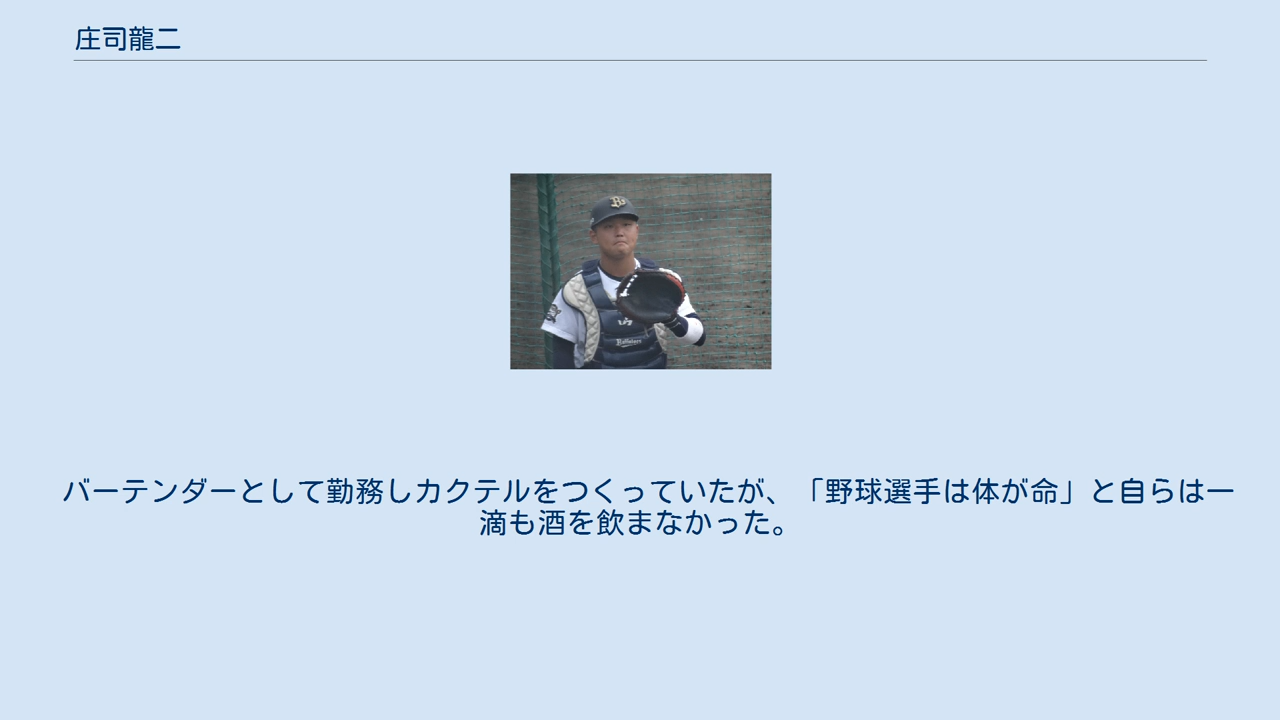 庄司龍二
Bs
Buffaloes
バーテンダーとして勤務しカクテルをつくっていたが、「野球選手は体が命」と自らは一
滴も酒を飲まなかった。